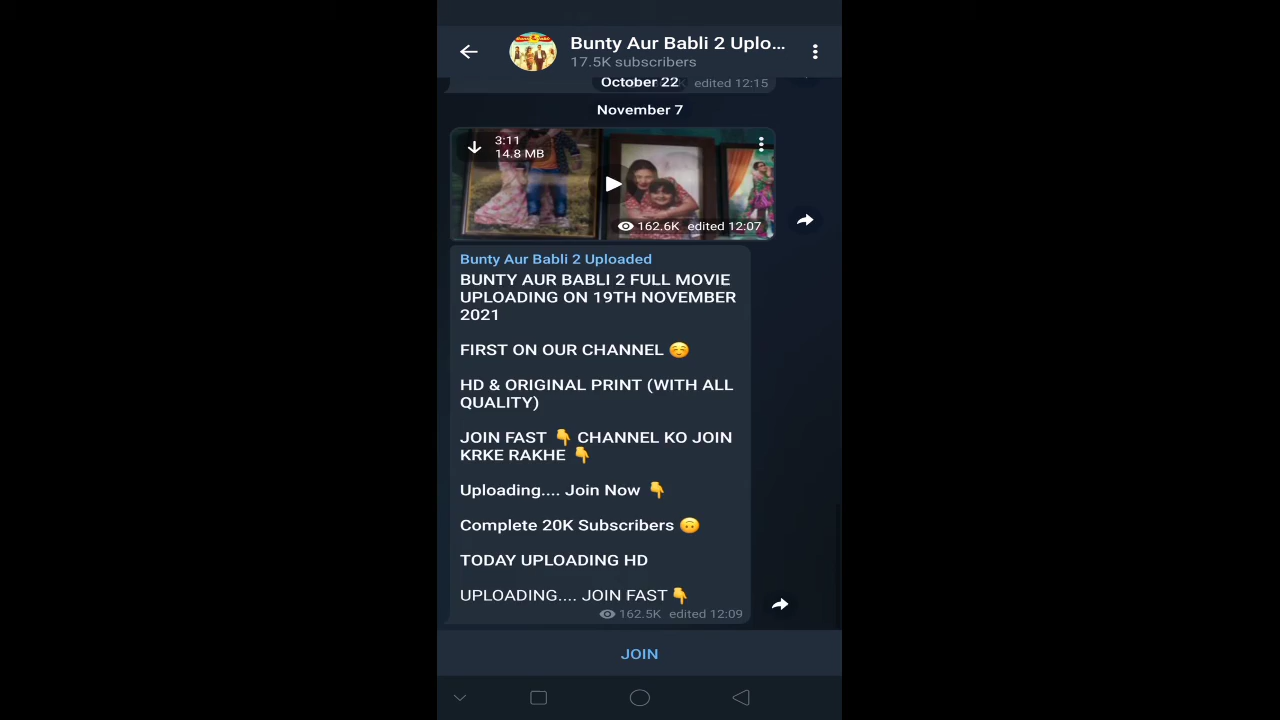 Bunty Aur Babli 2 Uplo...
17.5K subscribers
October 22
edited 12:15
November 7
3:11
14.8 MB
162.6K edited 12:07
Bunty Aur Babli 2 Uploaded
BUNTY AUR BABLI 2 FULL MOVIE
UPLOADING ON 19TH NOVEMBER
2021
FIRST ON OUR CHANNEL ☺️
HD & ORIGINAL PRINT (WITH ALL
QUALITY)
JOIN FAST 👇 CHANNEL KO JOIN
KRKE RAKHE 👇
Uploading.... Join Now 👇
Complete 20K Subscribers 🙃
TODAY UPLOADING HD
UPLOADING.... JOIN FAST 👇
162.5K edited 12:09
JOIN